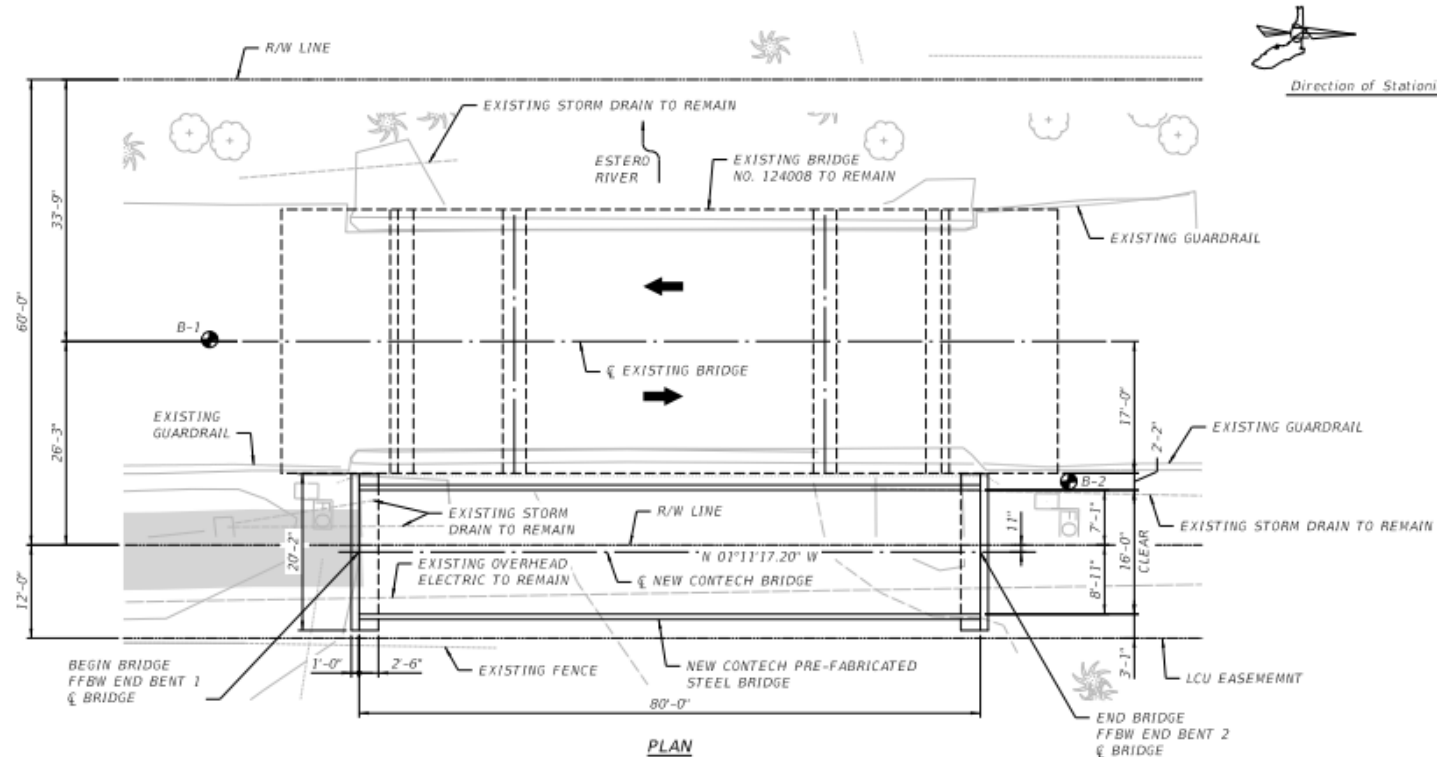 R/W LINE
Direction of Stationi
EXISTING STORM DRAIN TO REMAIN
ESTERO
RIVER
EXISTING BRIDGE
NO. 124008 TO REMAIN
33'-9"
60'-0"
EXISTING GUARDRAIL
B-1
℄ EXISTING BRIDGE
17'-0"
26'-3"
EXISTING
GUARDRAIL
2'-2"
EXISTING GUARDRAIL
B-2
EXISTING STORM
DRAIN TO REMAIN
R/W LINE
EXISTING STORM DRAIN TO REMAIN
20'-2"
11"
7'-1"
N 01°11'17.20" W
EXISTING OVERHEAD
ELECTRIC TO REMAIN
℄ NEW CONTECH BRIDGE
16'-0"
CLEAR
8'-11"
12'-0"
BEGIN BRIDGE
FFBW END BENT 1
℄ BRIDGE
1'-0"
2'-6"
EXISTING FENCE
NEW CONTECH PRE-FABRICATED
STEEL BRIDGE
3'-1"
LCU EASEMEMNT
80'-0"
END BRIDGE
FFBW END BENT 2
℄ BRIDGE
PLAN